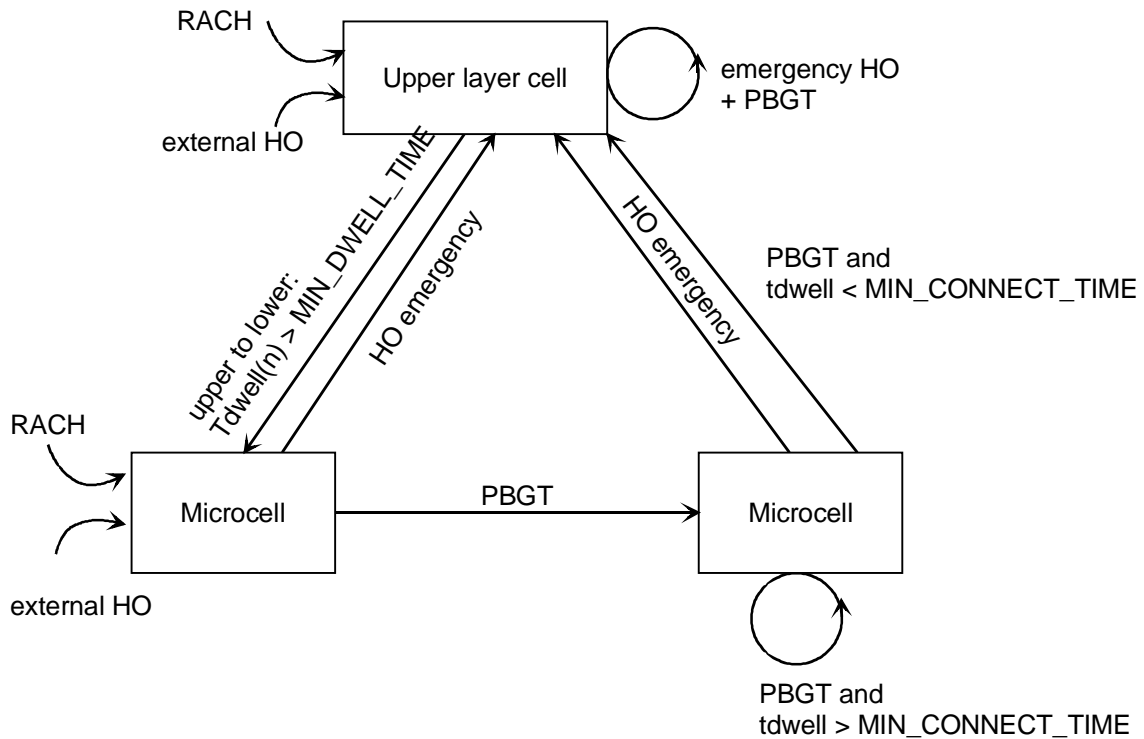 RACH
Upper layer cell
emergency HO
+ PBGT
external HO
upper to lower:
Tdwell(n) > MIN_DWELL_TIME
HO emergency
HO emergency
PBGT and
tdwell < MIN_CONNECT_TIME
RACH
Microcell
PBGT
Microcell
external HO
PBGT and
tdwell > MIN_CONNECT_TIME